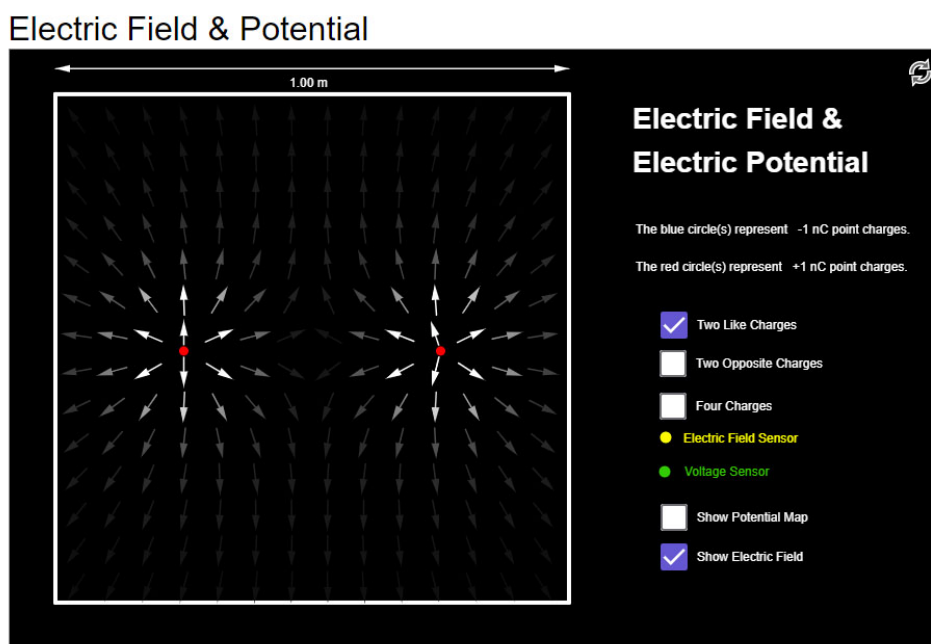 Electric Field & Potential
1.00 m
Electric Field &
Electric Potential
The blue circle(s) represent -1 nC point charges.
The red circle(s) represent +1 nC point charges.
Two Like Charges
Two Opposite Charges
Four Charges
Electric Field Sensor
Voltage Sensor
Show Potential Map
Show Electric Field